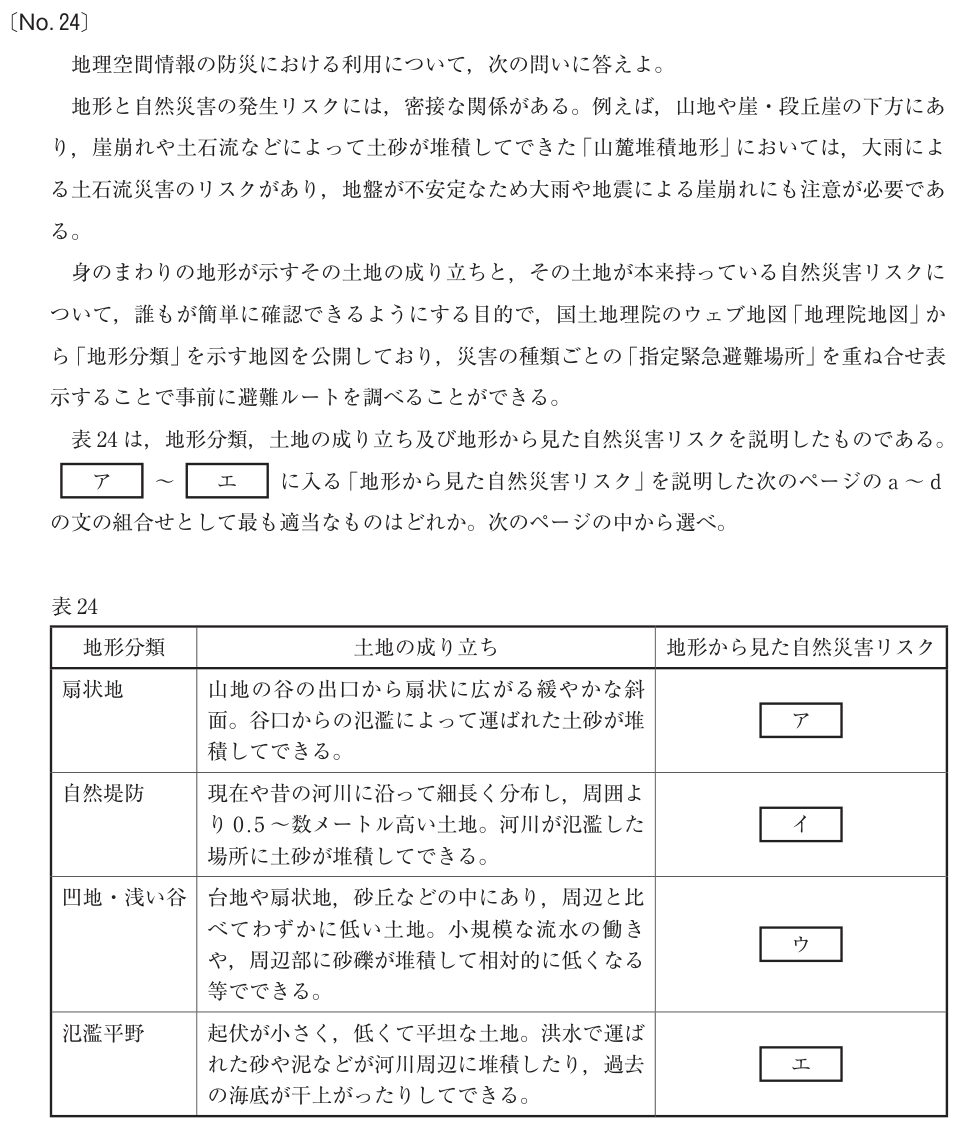 〔No. 24〕
地理空間情報の防災における利用について，次の問いに答えよ。
地形と自然災害の発生リスクには，密接な関係がある。例えば，山地や崖・段丘崖の下方にあ
り，崖崩れや土石流などによって土砂が堆積してできた「山麓堆積地形」においては，大雨によ
る土石流災害のリスクがあり，地盤が不安定なため大雨や地震による崖崩れにも注意が必要であ
る。
身のまわりの地形が示すその土地の成り立ちと，その土地が本来持っている自然災害リスクに
ついて，誰もが簡単に確認できるようにする目的で，国土地理院のウェブ地図「地理院地図」か
ら「地形分類」を示す地図を公開しており，災害の種類ごとの「指定緊急避難場所」を重ね合せ表
示することで事前に避難ルートを調べることができる。
表 24 は，地形分類，土地の成り立ち及び地形から見た自然災害リスクを説明したものである。
ア ～ エ に入る「地形から見た自然災害リスク」を説明した次のページの a ～ d
の文の組合せとして最も適当なものはどれか。次のページの中から選べ。
表 24
地形分類 土地の成り立ち 地形から見た自然災害リスク
扇状地 山地の谷の出口から扇状に広がる緩やかな斜
面。谷口からの氾濫によって運ばれた土砂が堆
積してできる。
ア
自然堤防 現在や昔の河川に沿って細長く分布し，周囲よ
り 0.5 ～数メートル高い土地。河川が氾濫した
場所に土砂が堆積してできる。
イ
凹地・浅い谷 台地や扇状地，砂丘などの中にあり，周辺と比
べてわずかに低い土地。小規模な流水の働き
や，周辺部に砂礫が堆積して相対的に低くなる
等でできる。
ウ
氾濫平野 起伏が小さく，低くて平坦な土地。洪水で運ば
れた砂や泥などが河川周辺に堆積したり，過去
の海底が干上がったりしてできる。
エ